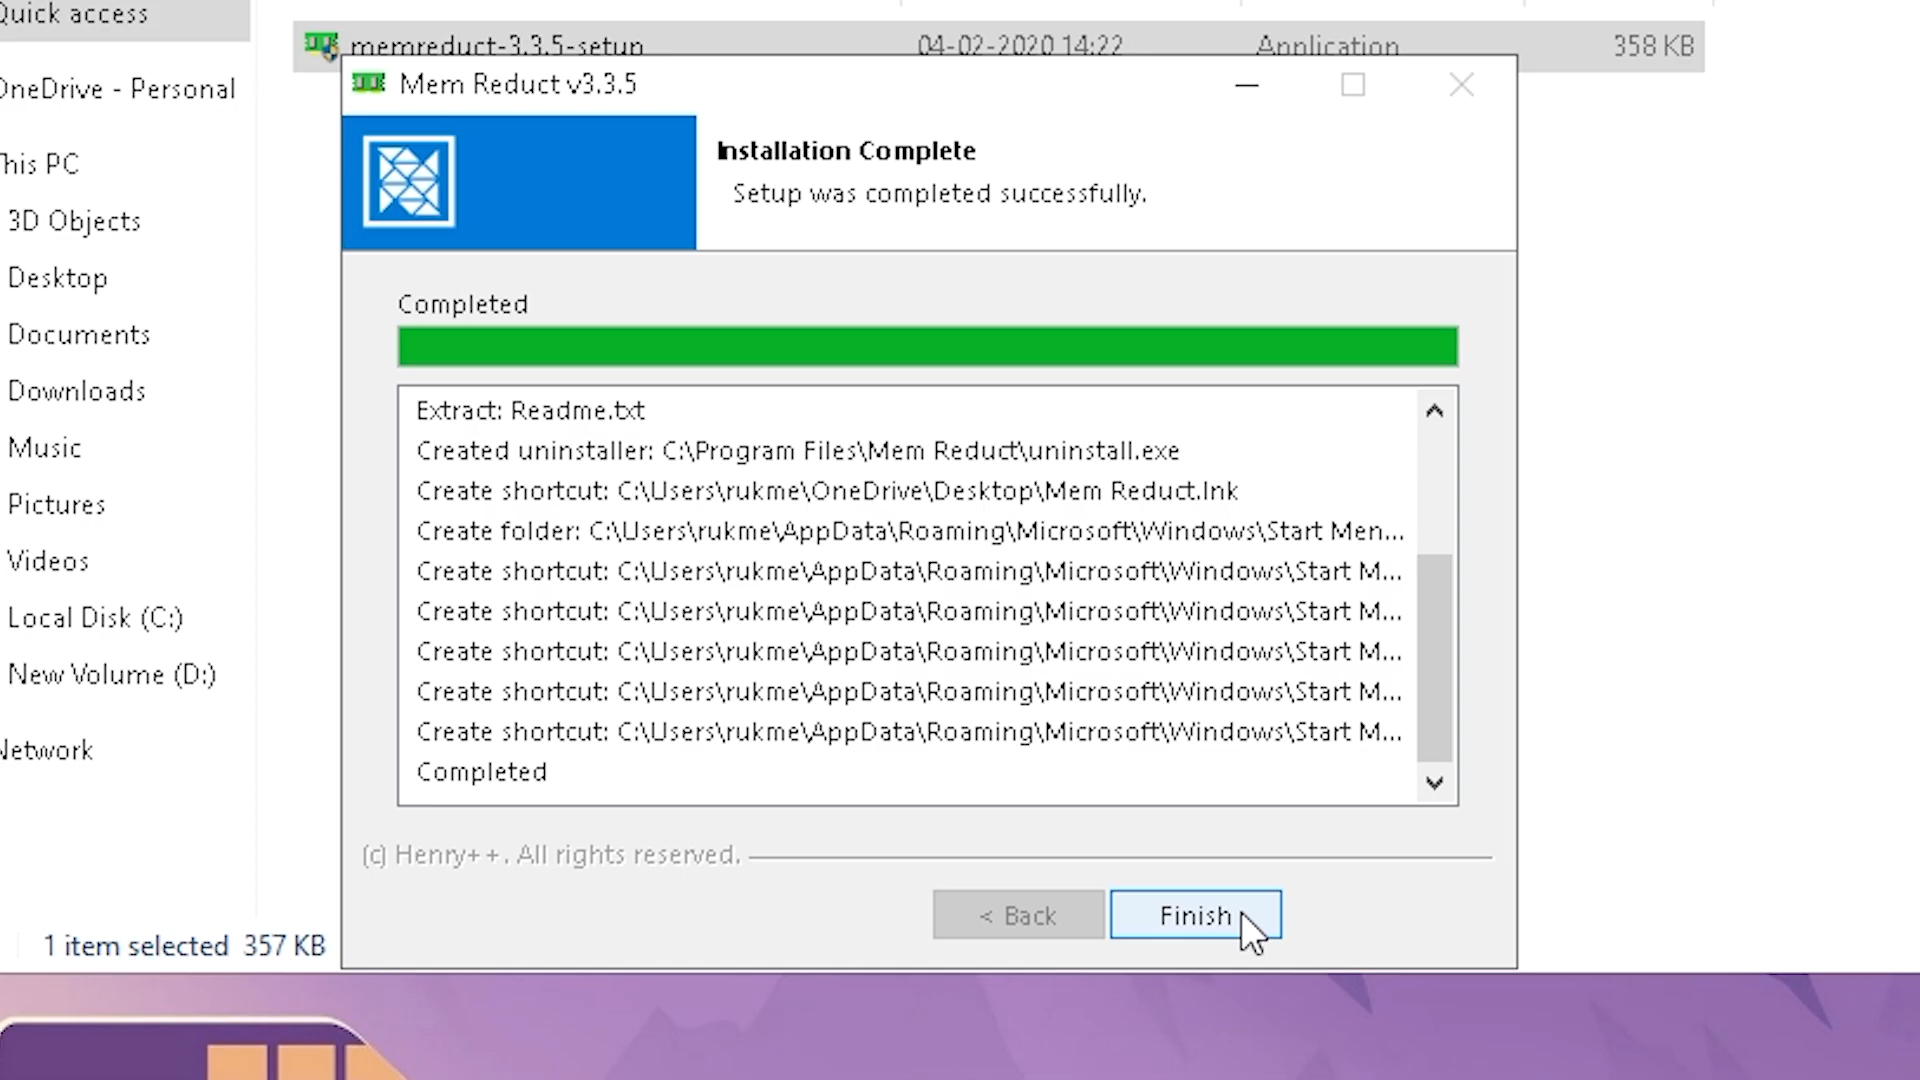 Quick access
memreduct-3.3.5-setup 04-02-2020 14:22 Application 358 KB
OneDrive - Personal
This PC
3D Objects
Desktop
Documents
Downloads
Music
Pictures
Videos
Local Disk (C:)
New Volume (D:)
Network
1 item selected 357 KB
Mem Reduct v3.3.5
Installation Complete
Setup was completed successfully.
Completed
Extract: Readme.txt
Created uninstaller: C:\Program Files\Mem Reduct\uninstall.exe
Create shortcut: C:\Users\rukme\OneDrive\Desktop\Mem Reduct.lnk
Create folder: C:\Users\rukme\AppData\Roaming\Microsoft\Windows\Start Men...
Create shortcut: C:\Users\rukme\AppData\Roaming\Microsoft\Windows\Start M...
Create shortcut: C:\Users\rukme\AppData\Roaming\Microsoft\Windows\Start M...
Create shortcut: C:\Users\rukme\AppData\Roaming\Microsoft\Windows\Start M...
Create shortcut: C:\Users\rukme\AppData\Roaming\Microsoft\Windows\Start M...
Create shortcut: C:\Users\rukme\AppData\Roaming\Microsoft\Windows\Start M...
Completed
(c) Henry++. All rights reserved.
< Back
Finish